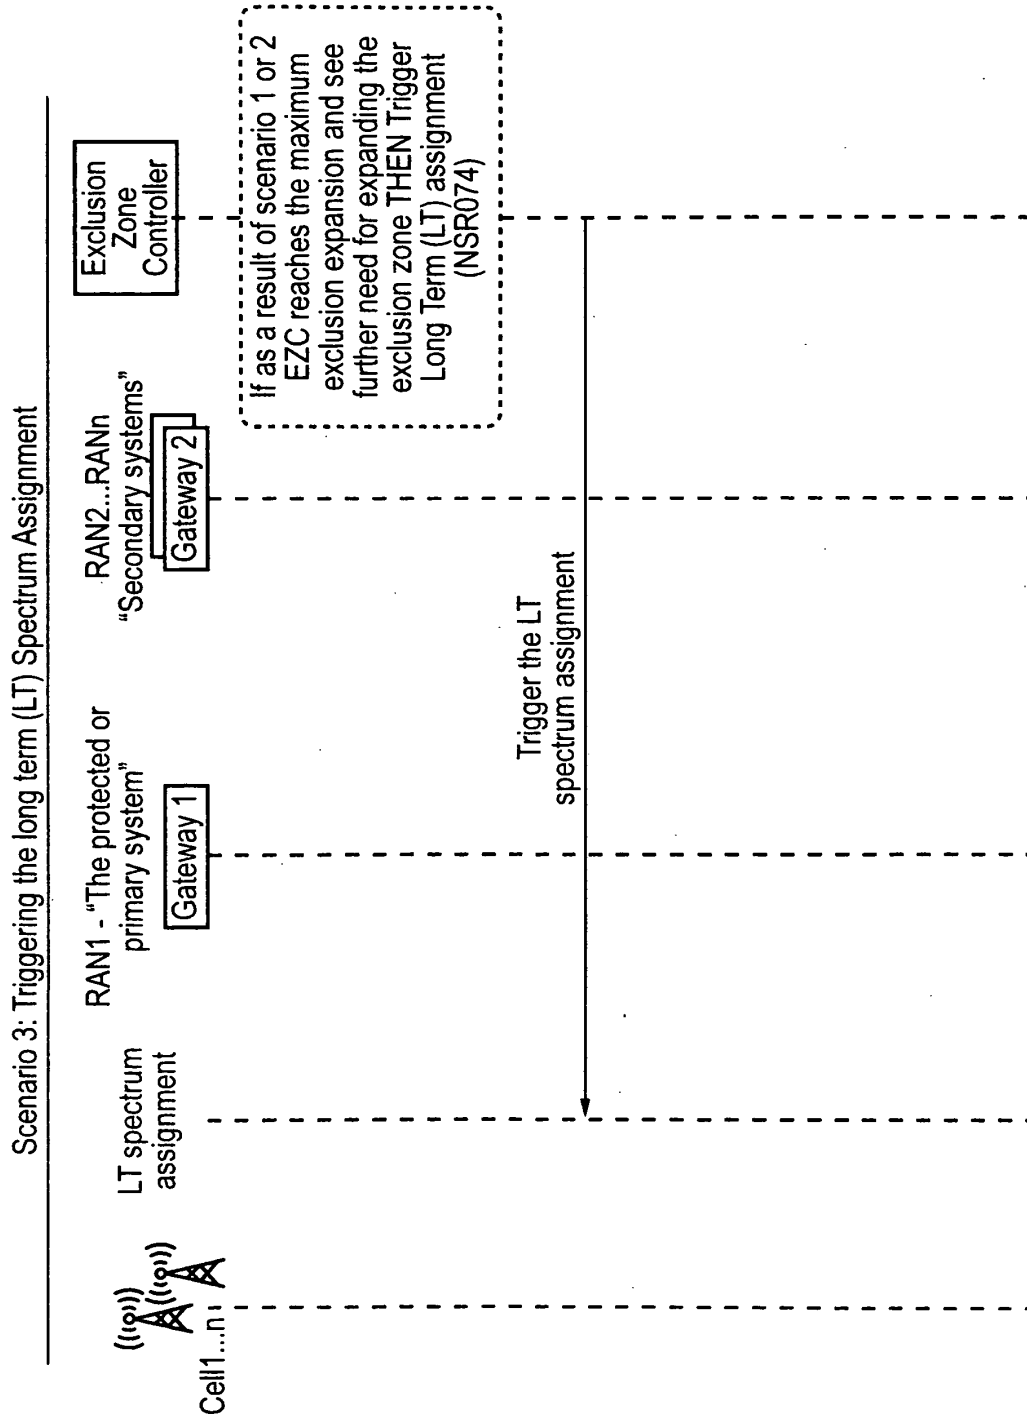 Scenario 3: Triggering the long term (LT) Spectrum Assignment
Cell1...n
LT spectrum
assignment
RAN1 - “The protected or
primary system”
Gateway 1
RAN2...RANn
“Secondary systems”
Gateway 2
Exclusion
Zone
Controller
If as a result of scenario 1 or 2
EZC reaches the maximum
exclusion expansion and see
further need for expanding the
exclusion zone THEN Trigger
Long Term (LT) assignment
(NSR074)
Trigger the LT
spectrum assignment